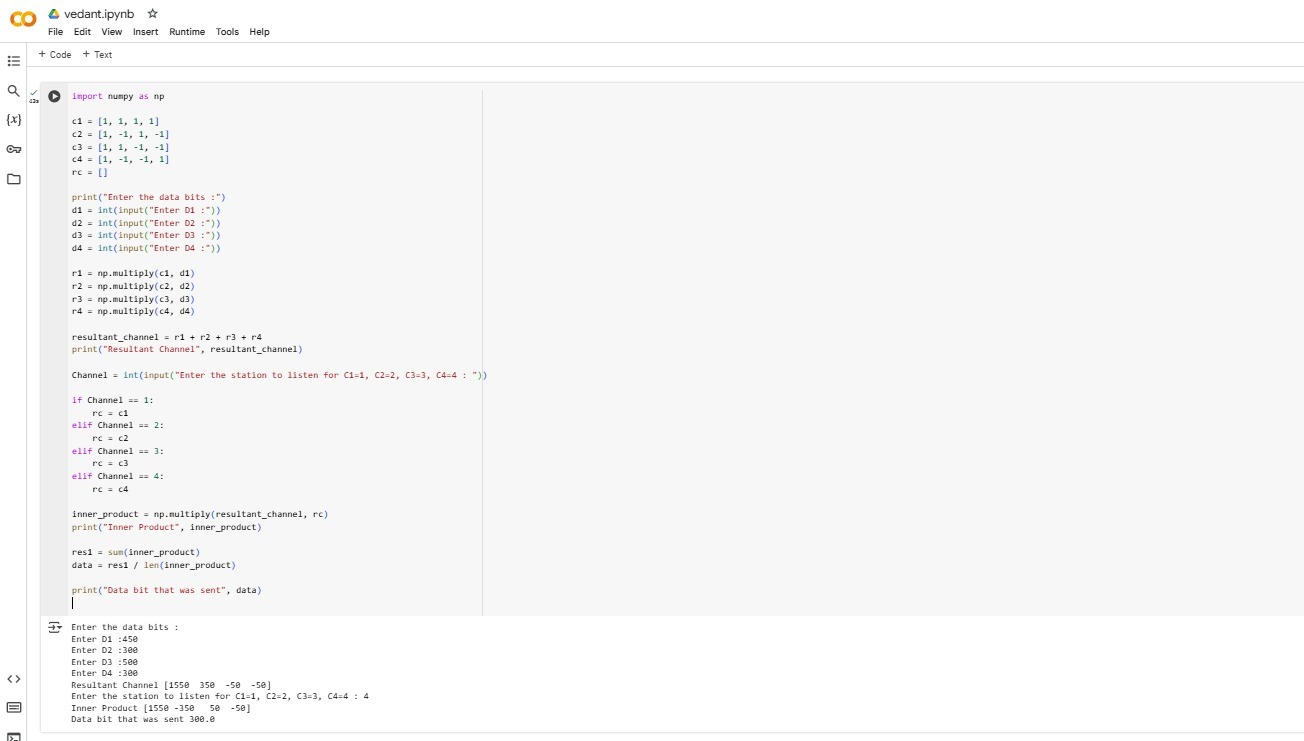 vedant.ipynb
File Edit View Insert Runtime Tools Help
+ Code + Text
import numpy as np
c1 = [1, 1, 1, 1]
c2 = [1, -1, 1, -1]
c3 = [1, 1, -1, -1]
c4 = [1, -1, -1, 1]
rc = []
print("Enter the data bits :")
d1 = int(input("Enter D1 :"))
d2 = int(input("Enter D2 :"))
d3 = int(input("Enter D3 :"))
d4 = int(input("Enter D4 :"))
r1 = np.multiply(c1, d1)
r2 = np.multiply(c2, d2)
r3 = np.multiply(c3, d3)
r4 = np.multiply(c4, d4)
resultant_channel = r1 + r2 + r3 + r4
print("Resultant Channel", resultant_channel)
Channel = int(input("Enter the station to listen for C1=1, C2=2, C3=3, C4=4 : "))
if Channel == 1:
    rc = c1
elif Channel == 2:
    rc = c2
elif Channel == 3:
    rc = c3
elif Channel == 4:
    rc = c4
inner_product = np.multiply(resultant_channel, rc)
print("Inner Product", inner_product)
res1 = sum(inner_product)
data = res1 / len(inner_product)
print("Data bit that was sent", data)
Enter the data bits :
Enter D1 :450
Enter D2 :300
Enter D3 :500
Enter D4 :300
Resultant Channel [1550  350  -50  -50]
Enter the station to listen for C1=1, C2=2, C3=3, C4=4 : 4
Inner Product [1550 -350   50  -50]
Data bit that was sent 300.0